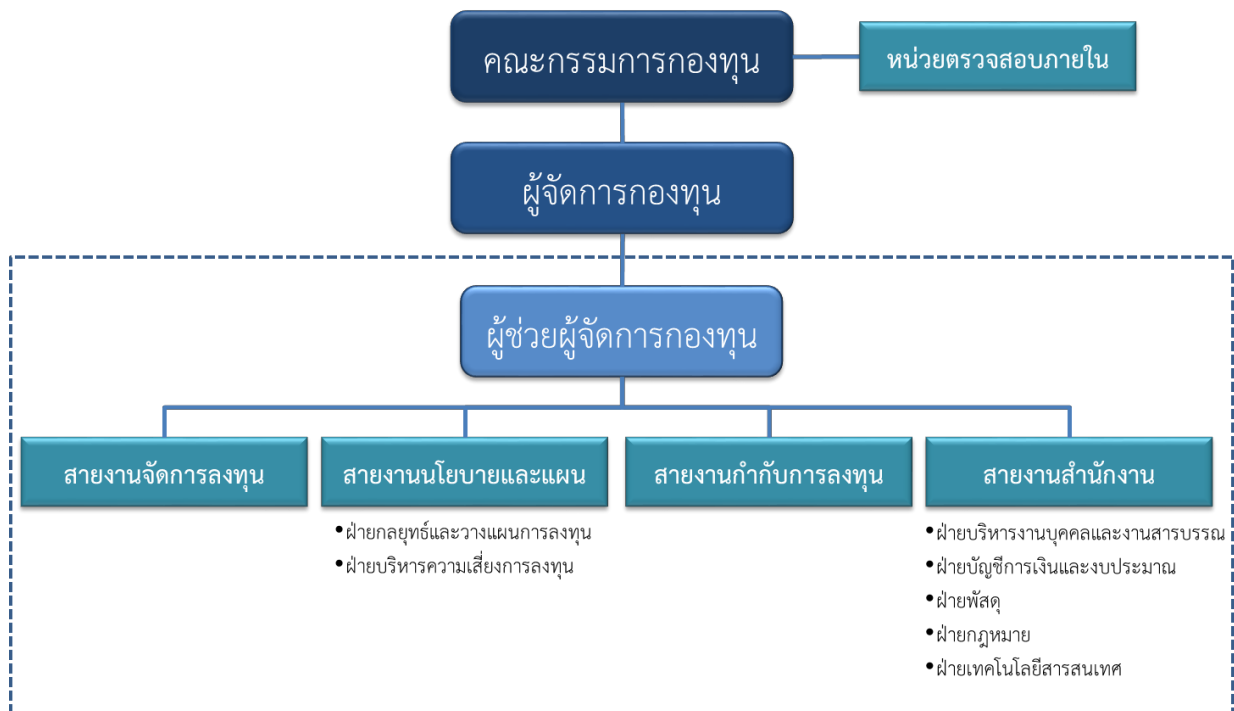 คณะกรรมการกองทุน
หน่วยตรวจสอบภายใน
ผู้จัดการกองทุน
ผู้ช่วยผู้จัดการกองทุน
สายงานจัดการลงทุน
สายงานนโยบายและแผน
สายงานกำกับการลงทุน
สายงานสำนักงาน
•ฝ่ายกลยุทธ์และวางแผนการลงทุน
•ฝ่ายบริหารความเสี่ยงการลงทุน
•ฝ่ายบริหารงานบุคคลและงานสารบรรณ
•ฝ่ายบัญชีการเงินและงบประมาณ
•ฝ่ายพัสดุ
•ฝ่ายกฎหมาย
•ฝ่ายเทคโนโลยีสารสนเทศ